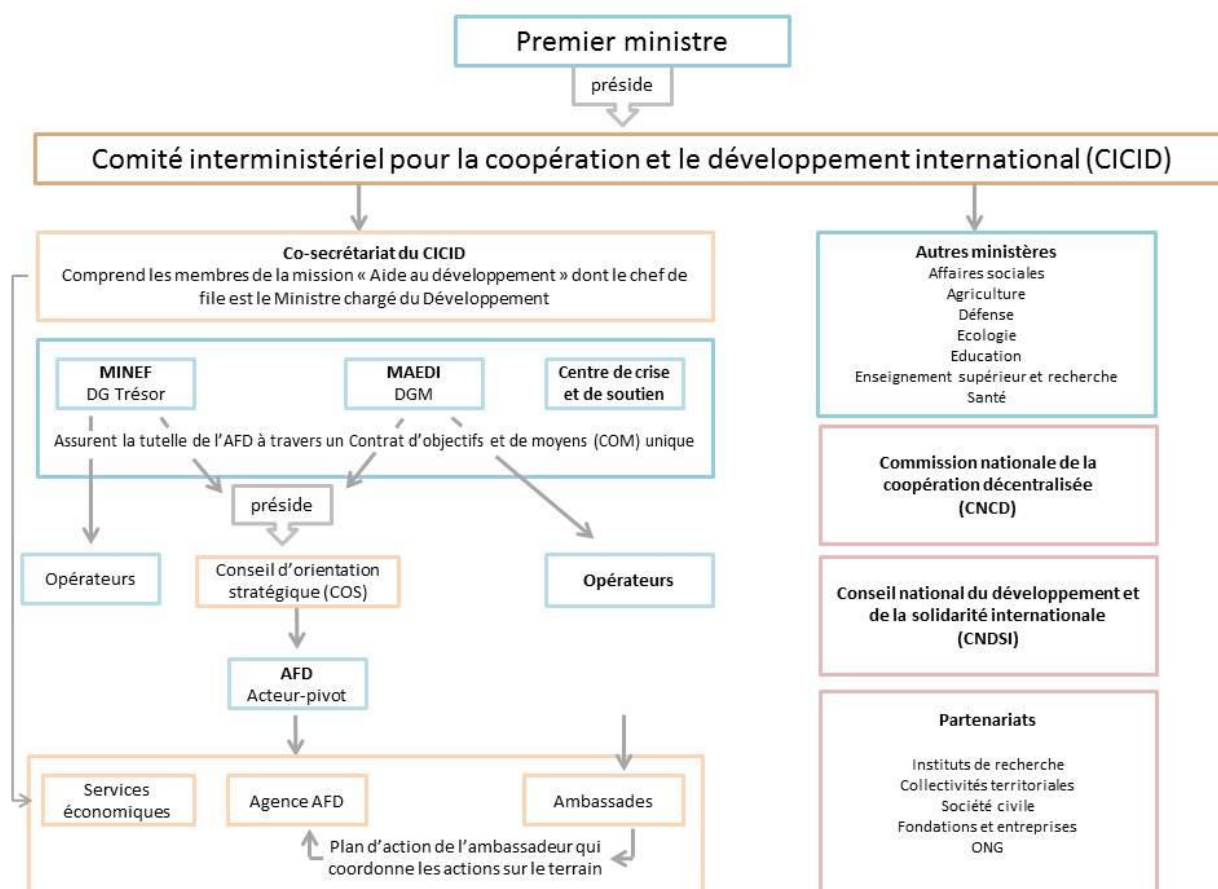 Premier ministre
préside
Comité interministériel pour la coopération et le développement international (CICID)
Co-secrétariat du CICID
Comprend les membres de la mission « Aide au développement » dont le chef de
file est le Ministre chargé du Développement
MINEF
DG Trésor
MAEDI
DGM
Centre de crise
et de soutien
Assurent la tutelle de l’AFD à travers un Contrat d’objectifs et de moyens (COM) unique
préside
Opérateurs
Conseil d’orientation
stratégique (COS)
Opérateurs
AFD
Acteur-pivot
Services
économiques
Agence AFD
Ambassades
Plan d’action de l’ambassadeur qui
coordonne les actions sur le terrain
Autres ministères
Affaires sociales
Agriculture
Défense
Ecologie
Education
Enseignement supérieur et recherche
Santé
Commission nationale de la
coopération décentralisée
(CNCD)
Conseil national du développement et
de la solidarité internationale
(CNDSI)
Partenariats
Instituts de recherche
Collectivités territoriales
Société civile
Fondations et entreprises
ONG